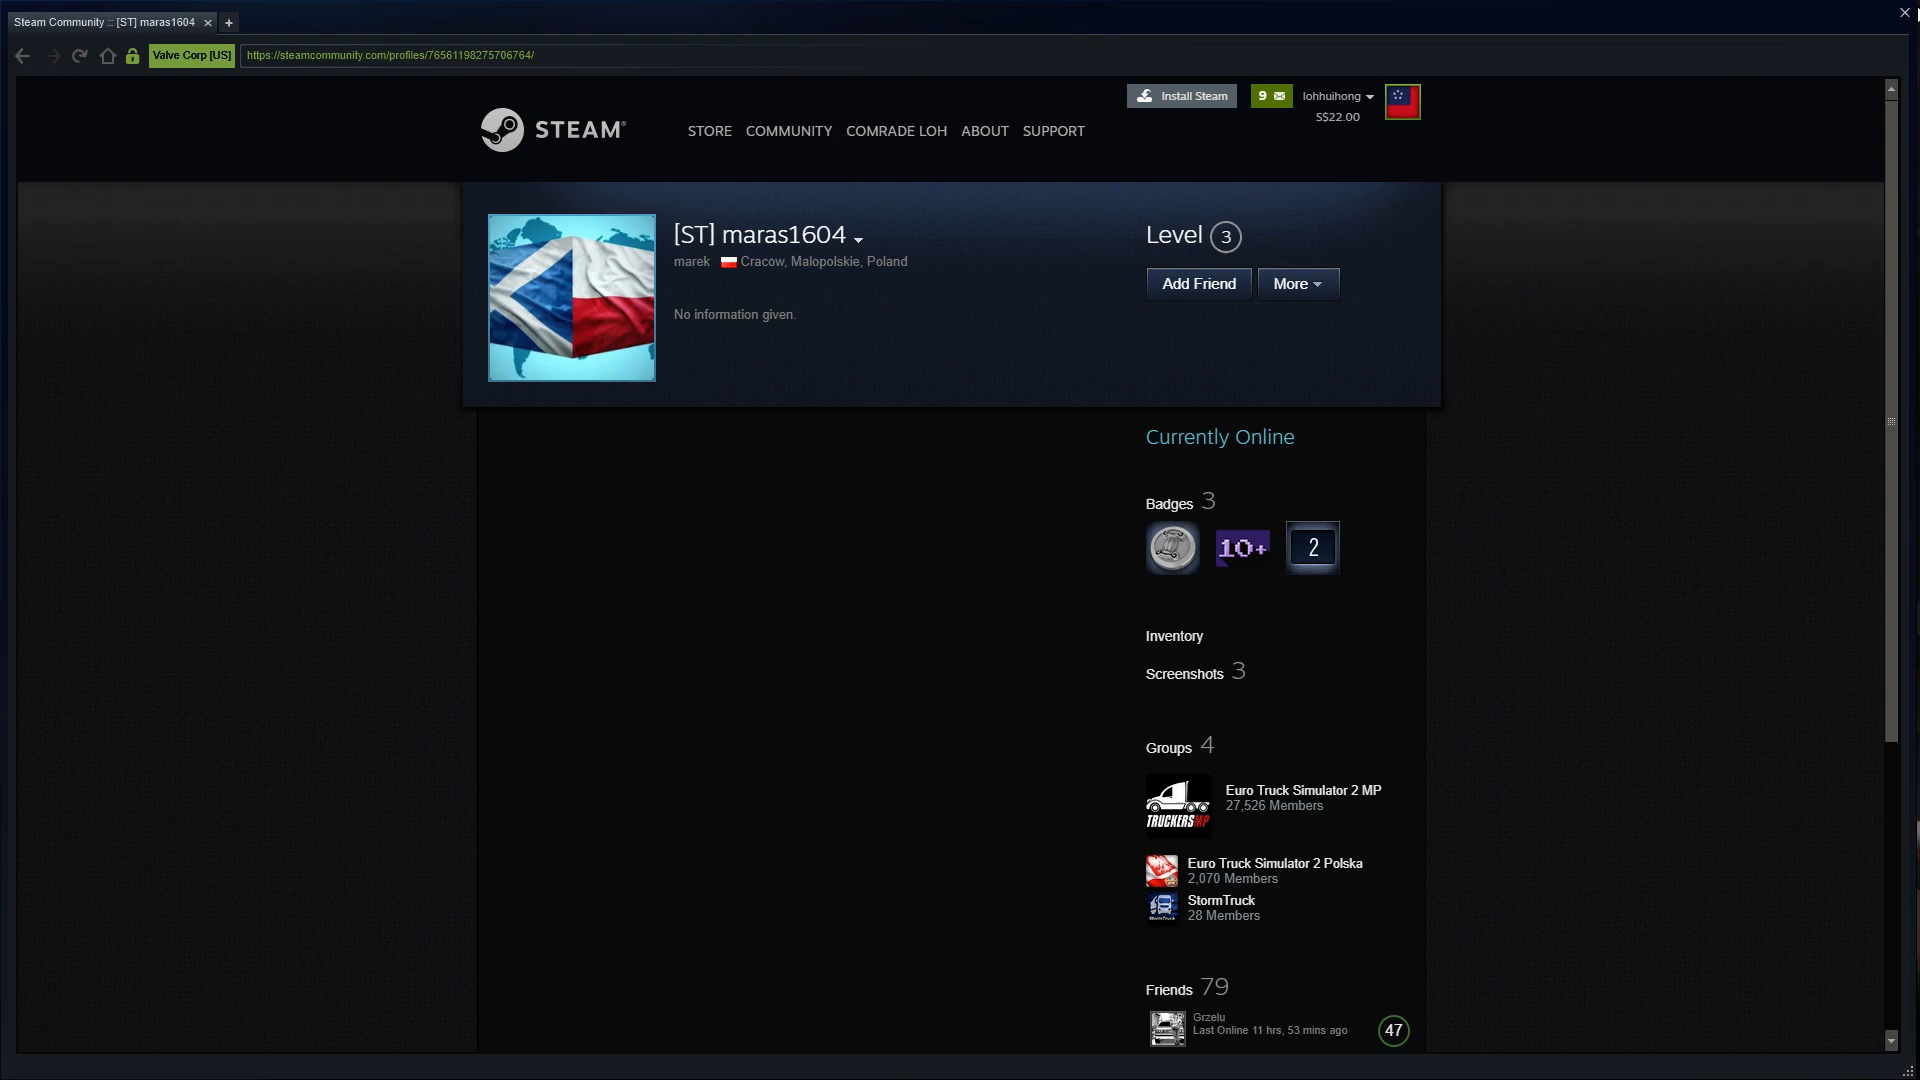 Steam Community :: [ST] maras1604
Valve Corp [US] https://steamcommunity.com/profiles/76561198275706764/
Install Steam 9 lohhuihong
S$22.00
STEAM® STORE COMMUNITY COMRADE LOH ABOUT SUPPORT
[ST] maras1604
marek Cracow, Malopolskie, Poland
No information given.
Level 3
Add Friend More
Currently Online
Badges 3
10+ 2
Inventory
Screenshots 3
Groups 4
TRUCKERSMP
Euro Truck Simulator 2 MP
27,526 Members
Euro Truck Simulator 2 Polska
2,070 Members
StormTruck
StormTruck
28 Members
Friends 79
Grzelu
Last Online 11 hrs, 53 mins ago
47